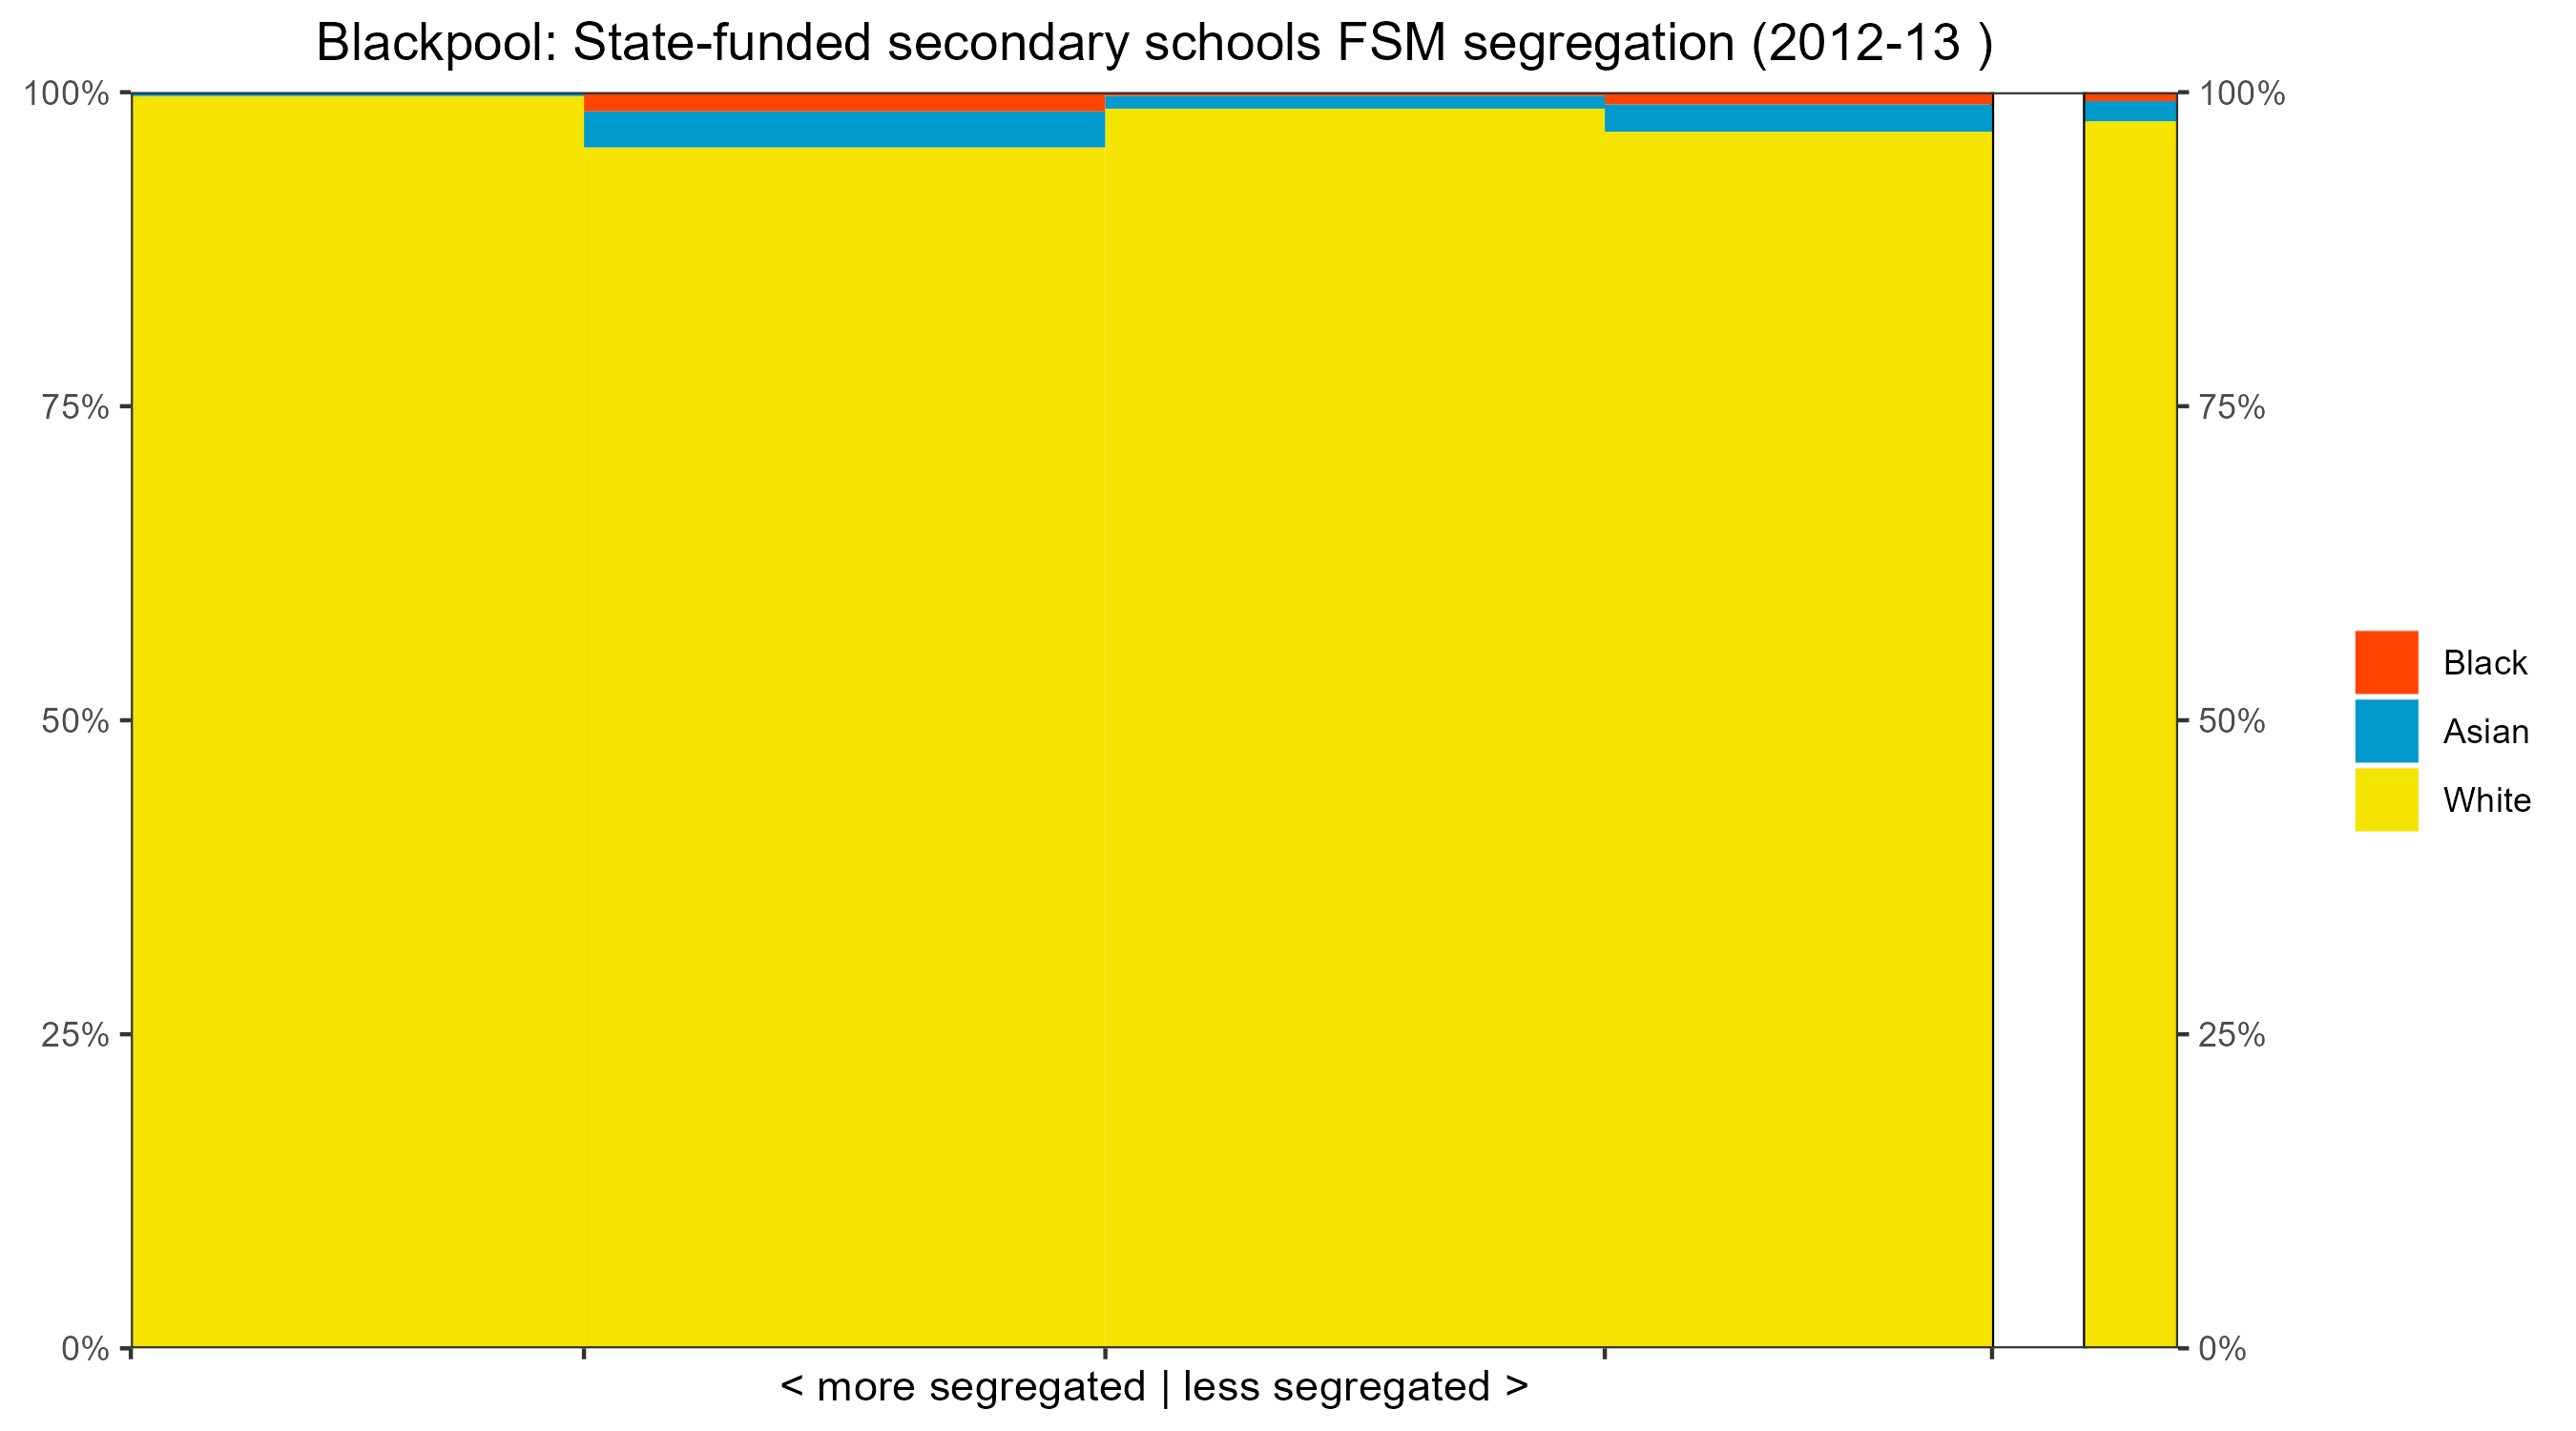 Blackpool: State-funded secondary schools FSM segregation (2012-13 )
100%
75%
50%
25%
0%
100%
75%
50%
25%
0%
< more segregated | less segregated >
Black
Asian
White